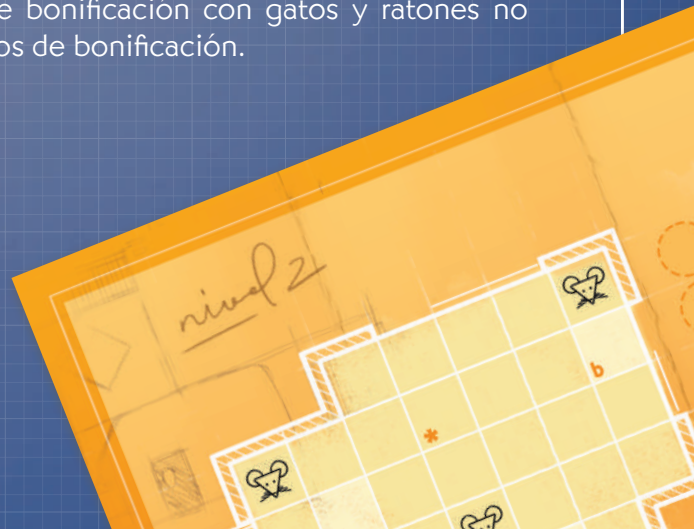 e bonificación con gatos y ratones no
os de bonificación.
nivel 2
b
*